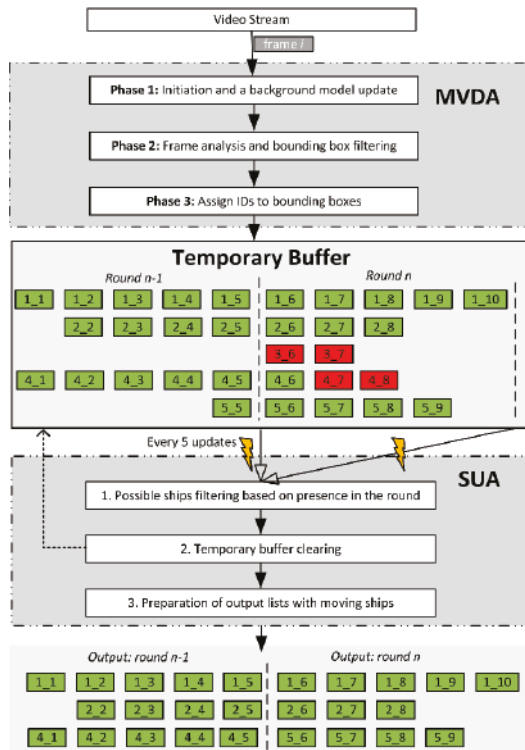 Video Stream
frame i
MVDA
Phase 1: Initiation and a background model update
Phase 2: Frame analysis and bounding box filtering
Phase 3: Assign IDs to bounding boxes
Temporary Buffer
Round n-1 Round n
1_1 1_2 1_3 1_4 1_5 1_6 1_7 1_8 1_9 1_10
2_2 2_3 2_4 2_5 2_6 2_7 2_8
3_6 3_7
4_1 4_2 4_3 4_4 4_5 4_6 4_7 4_8
5_5 5_6 5_7 5_8 5_9
Every 5 updates
SUA
1. Possible ships filtering based on presence in the round
2. Temporary buffer clearing
3. Preparation of output lists with moving ships
Output: round n-1 Output: round n
1_1 1_2 1_3 1_4 1_5 1_6 1_7 1_8 1_9 1_10
2_2 2_3 2_4 2_5 2_6 2_7 2_8
4_1 4_2 4_3 4_4 4_5 5_6 5_7 5_8 5_9